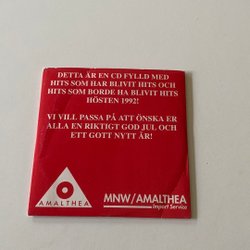 DETTA ÄR EN CD FYLLD MED
HITS SOM HAR BLIVIT HITS OCH
HITS SOM BORDE HA BLIVIT HITS
HÖSTEN 1992!
VI VILL PASSA PÅ ATT ÖNSKA ER
ALLA EN RIKTIGT GOD JUL OCH
ETT GOTT NYTT ÅR!
AMALTHEA
MNW/AMALTHEA
Import Service